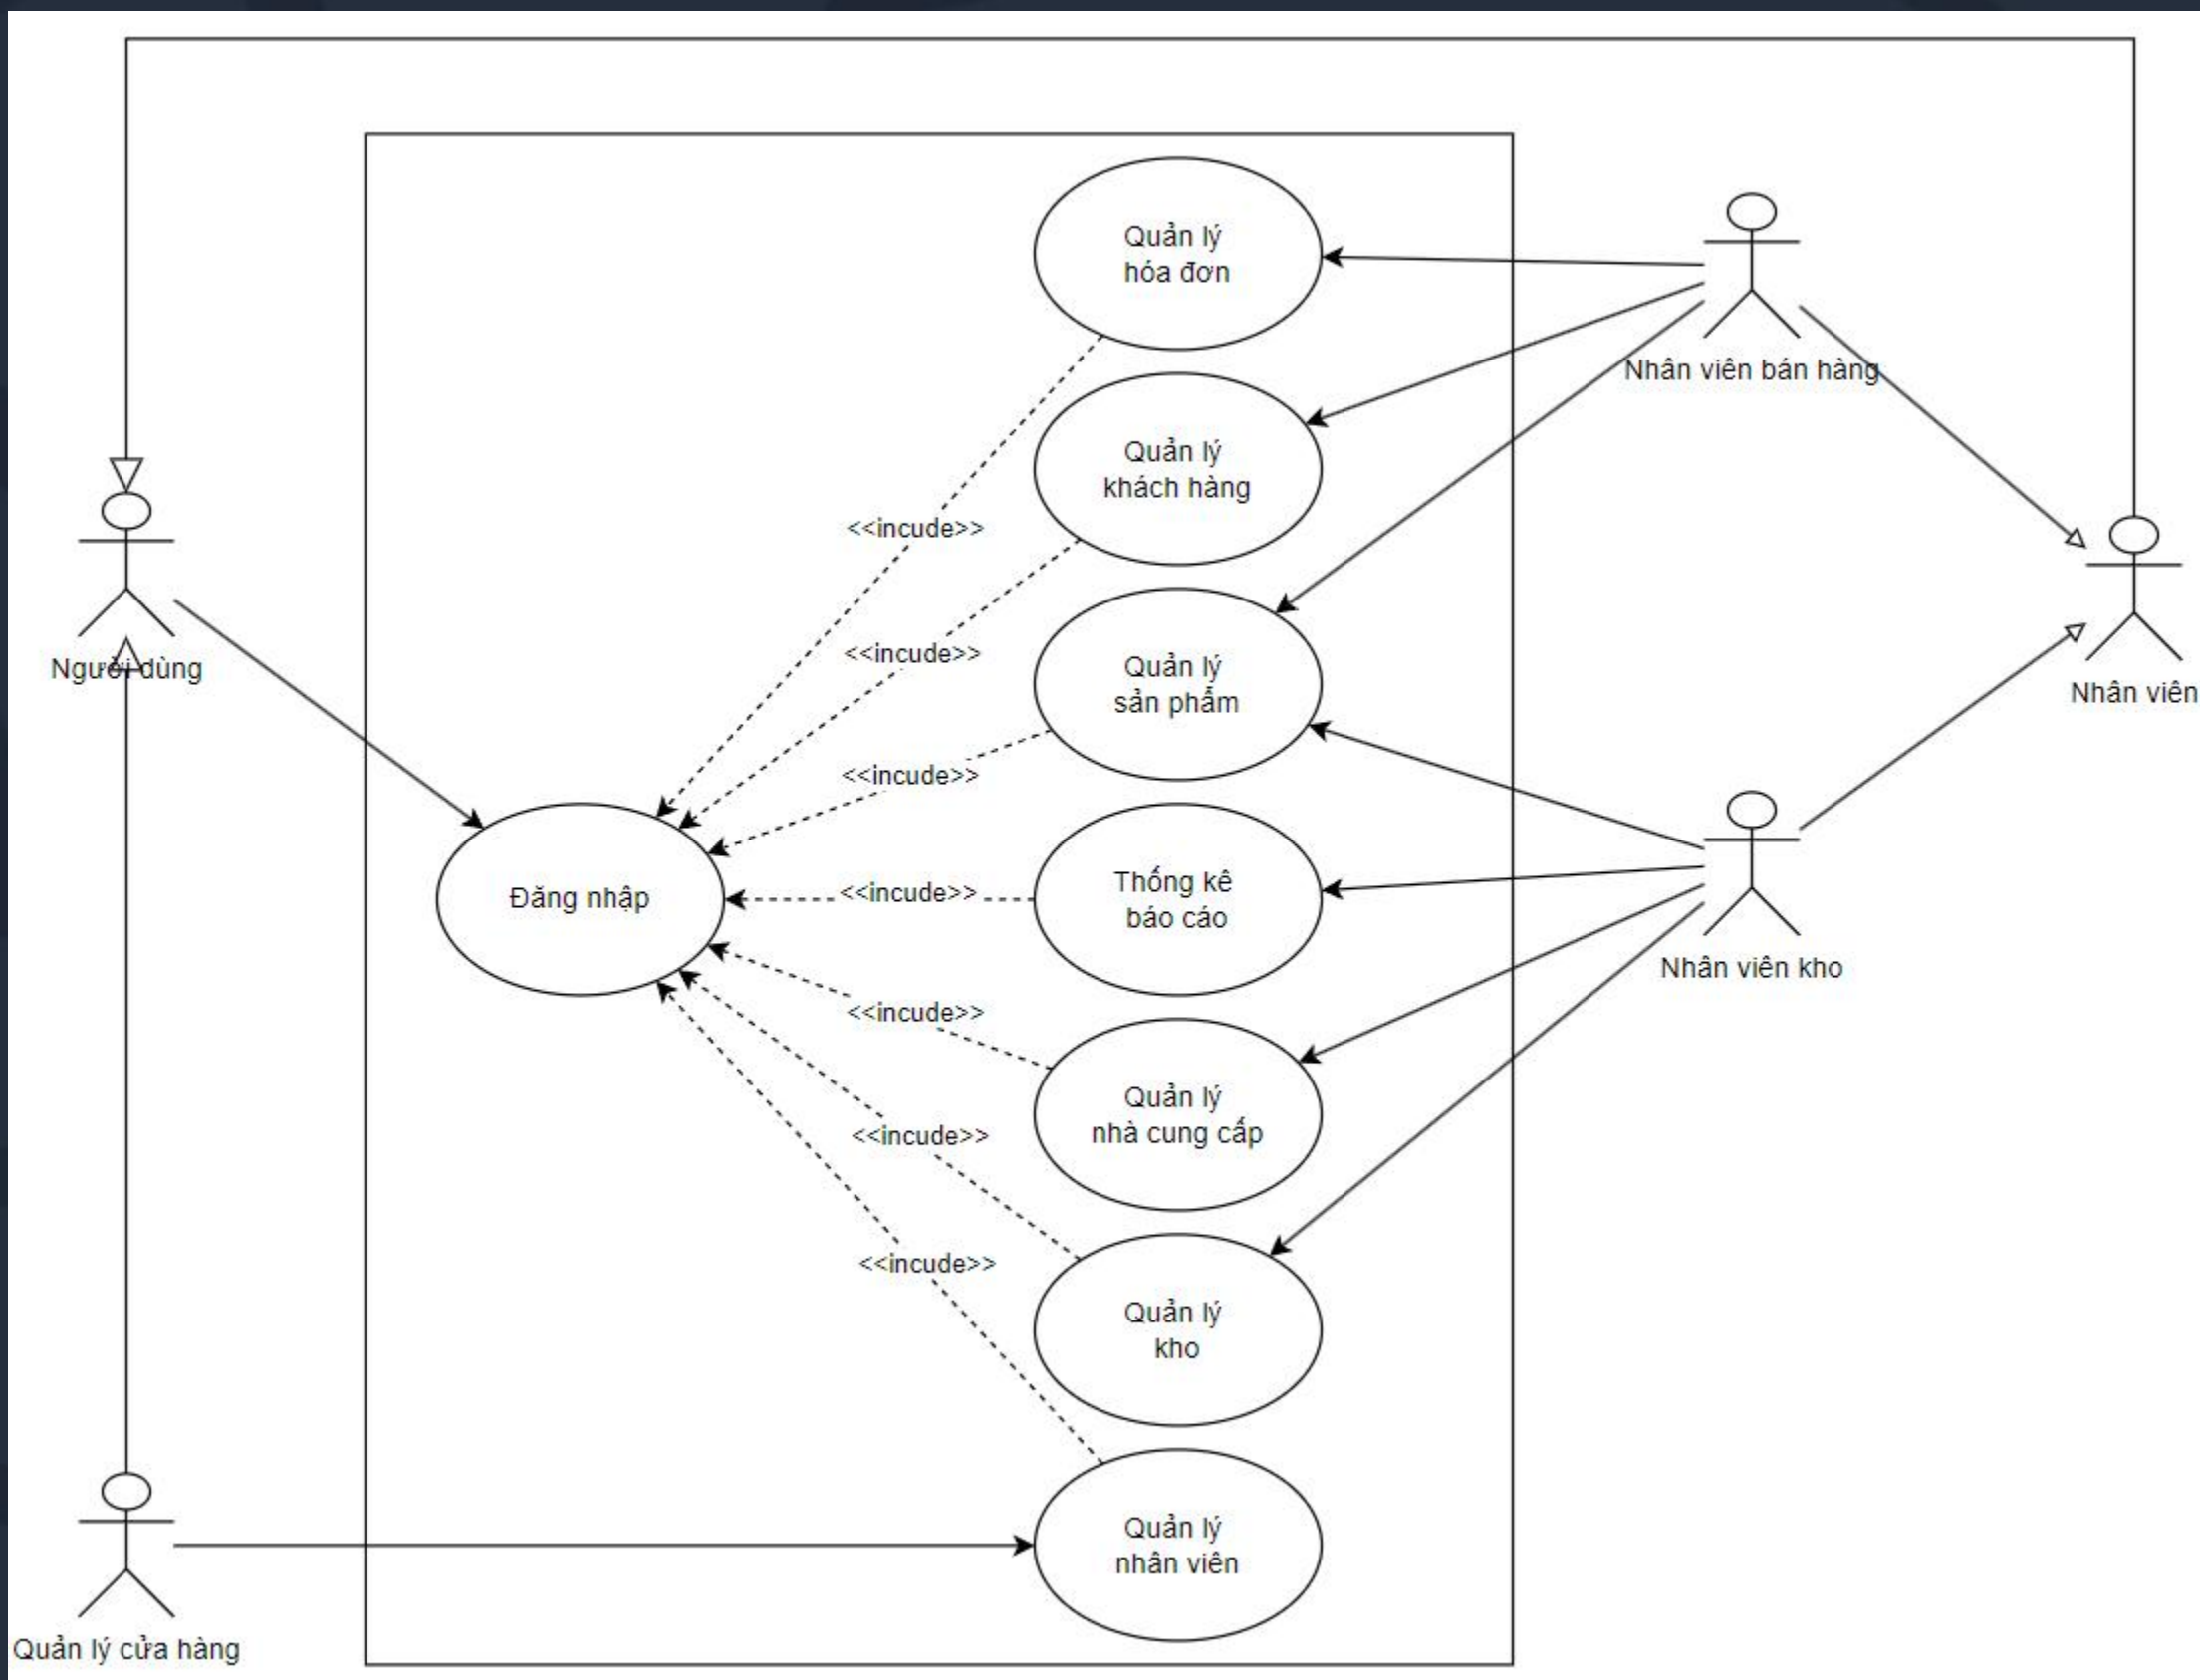 Quản lý
hóa đơn
Nhân viên bán hàng
Quản lý
khách hàng
<<incude>>
<<incude>>
Người dùng
Quản lý
sản phẩm
Nhân viên
<<incude>>
Đăng nhập
<<incude>>
Thống kê
báo cáo
Nhân viên kho
<<incude>>
Quản lý
nhà cung cấp
<<incude>>
<<incude>>
Quản lý
kho
Quản lý
nhân viên
Quản lý cửa hàng